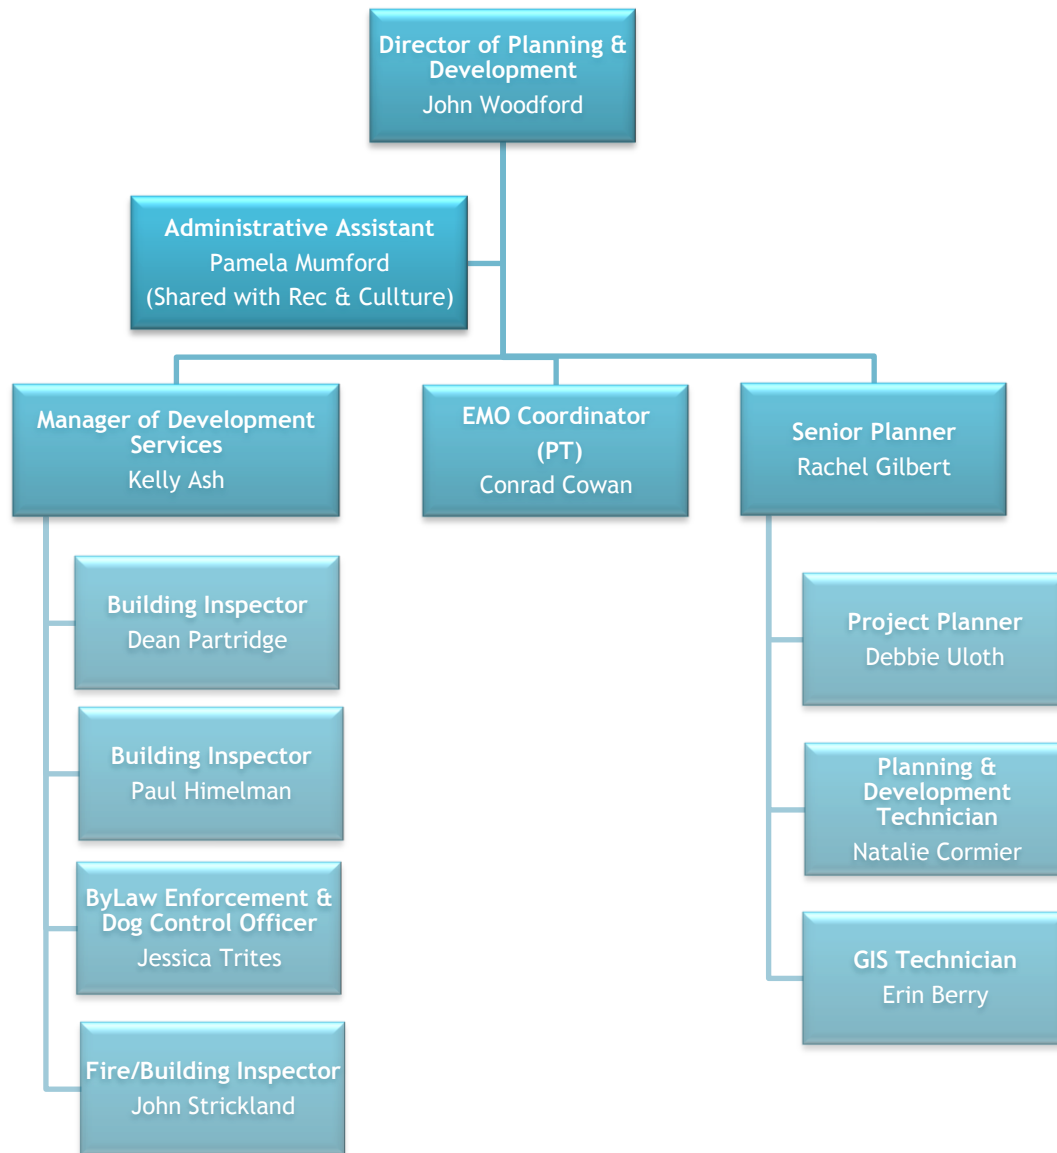 Director of Planning &
Development
John Woodford
Administrative Assistant
Pamela Mumford
(Shared with Rec & Cullture)
Manager of Development
Services
Kelly Ash
EMO Coordinator
(PT)
Conrad Cowan
Senior Planner
Rachel Gilbert
Building Inspector
Dean Partridge
Building Inspector
Paul Himelman
ByLaw Enforcement &
Dog Control Officer
Jessica Trites
Fire/Building Inspector
John Strickland
Project Planner
Debbie Uloth
Planning &
Development
Technician
Natalie Cormier
GIS Technician
Erin Berry